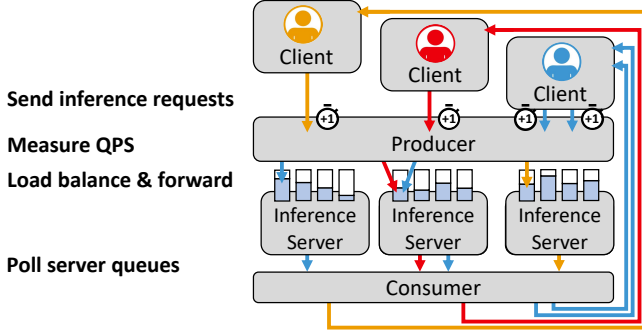 Client
Client
Client
Send inference requests
+1
+1
+1
+1
Measure QPS
Producer
Load balance & forward
Inference
Server
Inference
Server
Inference
Server
Poll server queues
Consumer